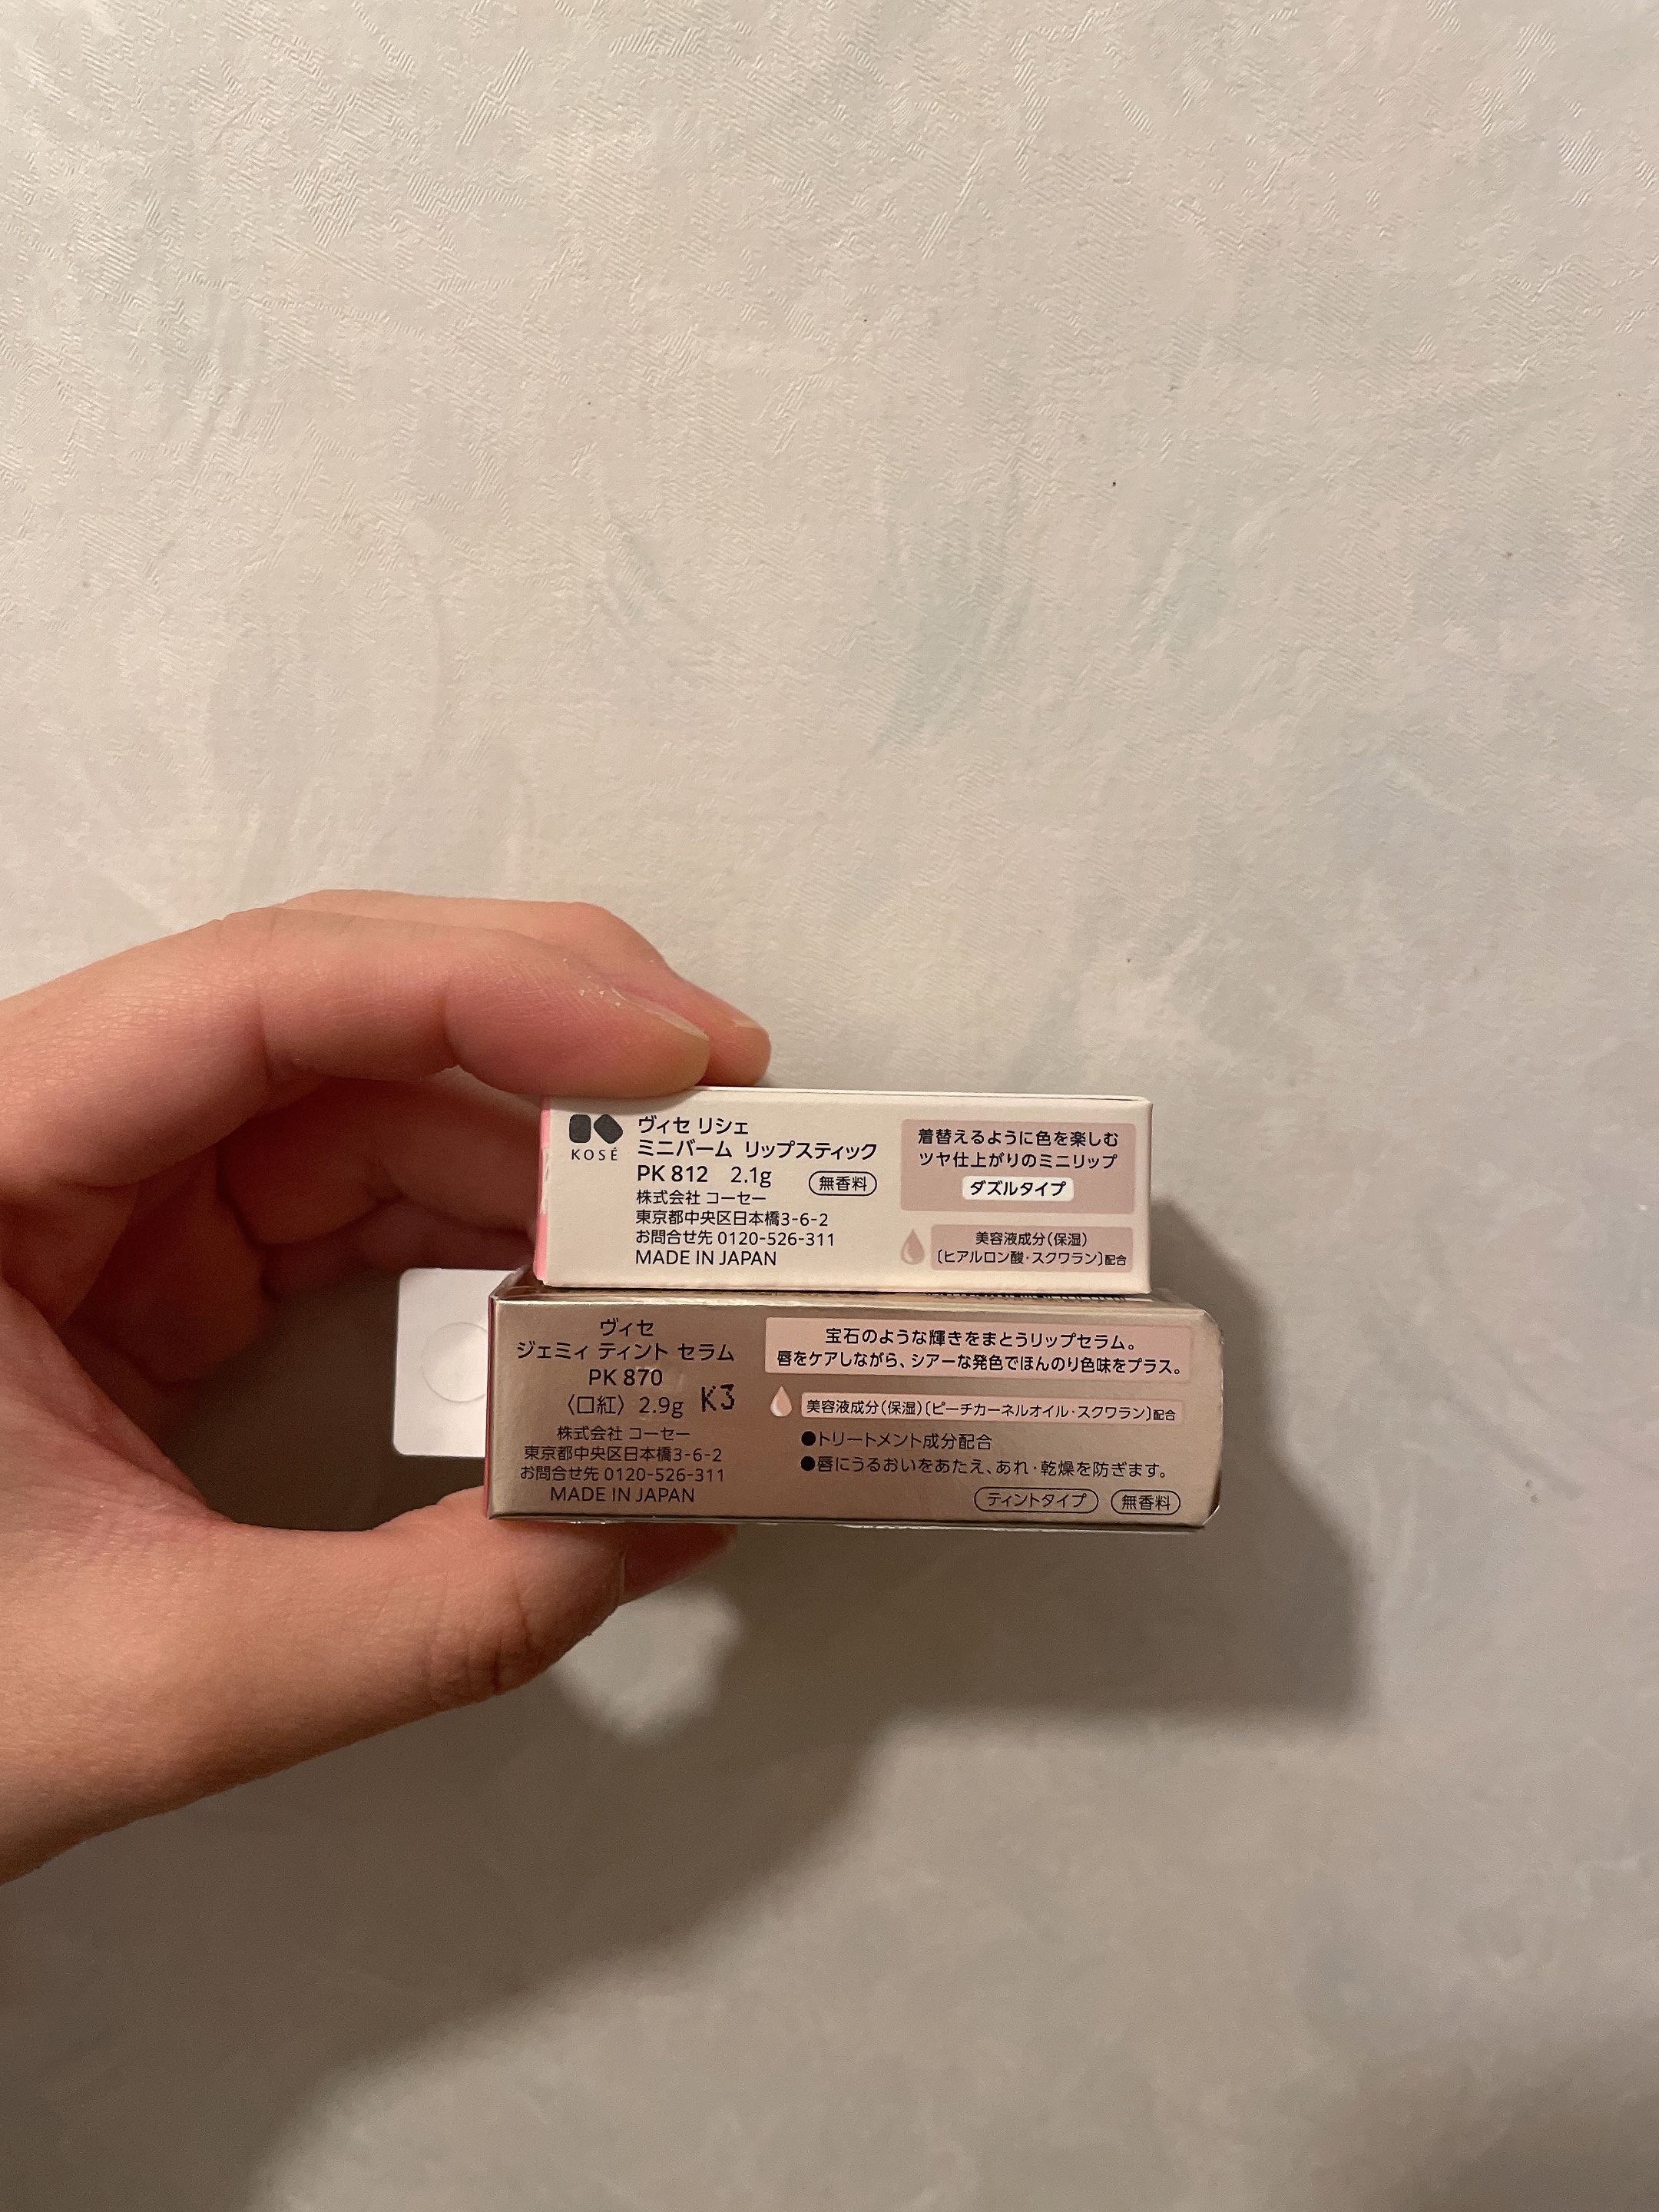 KOSÉ
ヴィセ リシェ
ミニバーム リップスティック
PK 812 2.1g 無香料
株式会社 コーセー
東京都中央区日本橋3-6-2
お問合せ先 0120-526-311
MADE IN JAPAN
着替えるように色を楽しむ
ツヤ仕上がりのミニリップ
ダズルタイプ
美容液成分(保湿)
〔ヒアルロン酸・スクワラン〕配合
ヴィセ
ジェミィ ティント セラム
PK 870
〈口紅〉 2.9g K3
株式会社 コーセー
東京都中央区日本橋3-6-2
お問合せ先 0120-526-311
MADE IN JAPAN
宝石のような輝きをまとうリップセラム。
唇をケアしながら、シアーな発色でほんのり色味をプラス。
美容液成分(保湿)〔ピーチカーネルオイル・スクワラン〕配合
●トリートメント成分配合
●唇にうるおいをあたえ、あれ・乾燥を防ぎます。
ティントタイプ 無香料